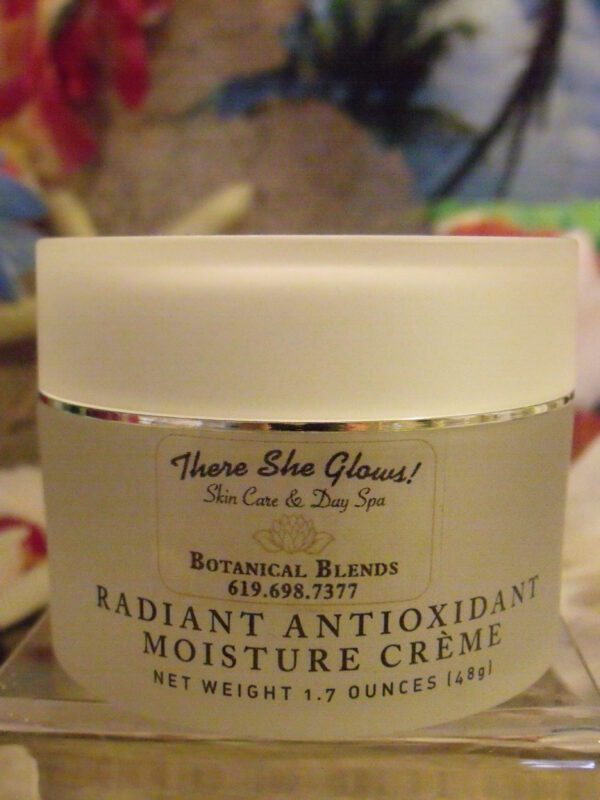 There She Glows!
Skin Care & Day Spa
BOTANICAL BLENDS
619.698.7377
RADIANT ANTIOXIDANT
MOISTURE CRÈME
NET WEIGHT 1.7 OUNCES (48g)